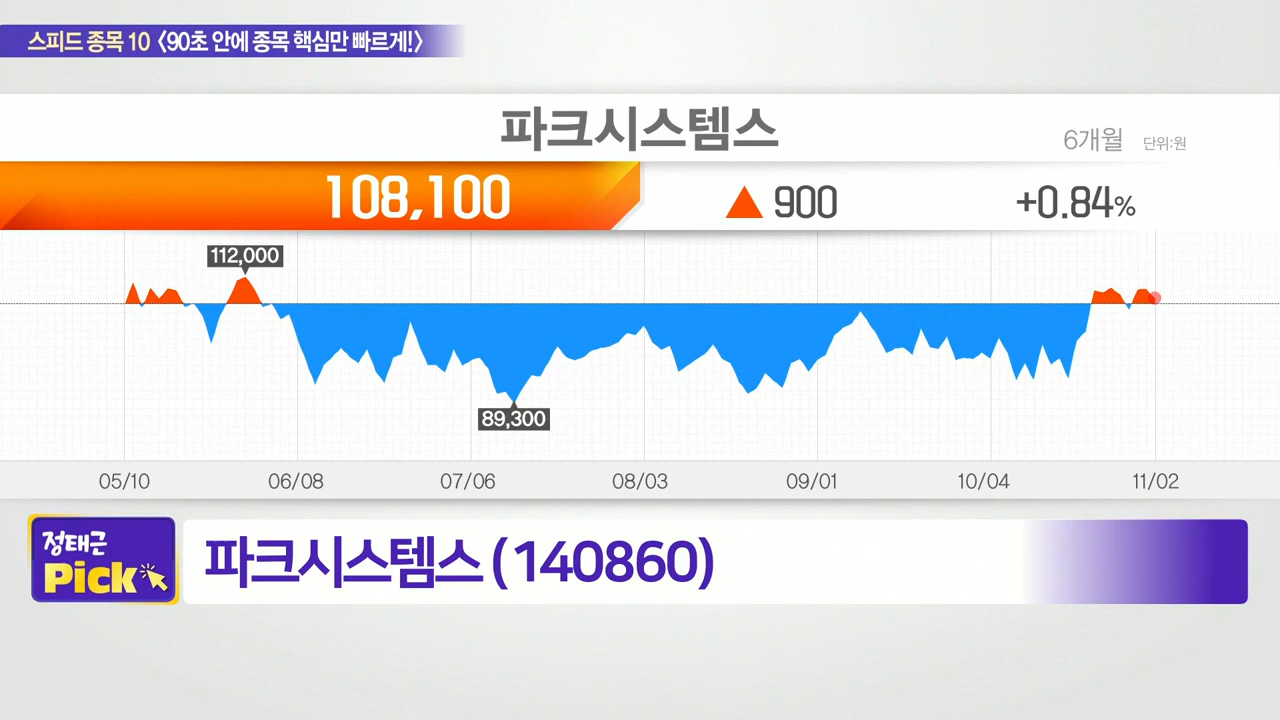 스피드 종목 10 〈90초 안에 종목 핵심만 빠르게!〉
파크시스템스
6개월 단위:원
108,100 ▲ 900 +0.84%
112,000
89,300
05/10 06/08 07/06 08/03 09/01 10/04 11/02
정태근
Pick
파크시스템스 (140860)